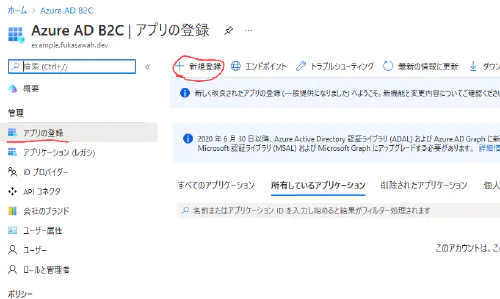 ホーム > Azure AD B2C
Azure AD B2C | アプリの登録
example.fukasawah.dev
検索 (Ctrl+/)
«
新規登録
エンドポイント
トラブルシューティング
最新の情報に更新
ダウン
概要
新しく改良されたアプリの登録 (一般提供になりました) へようこそ。新機能と変更内容についてご確認くださ
管理
アプリの登録
2020 年 6 月 30 日以降、Azure Active Directory 認証ライブラリ (ADAL) および Azure AD Graph に新
Microsoft 認証ライブラリ (MSAL) および Microsoft Graph にアップグレードする必要があります。 詳細情
アプリケーション (レガシ)
ID プロバイダー
すべてのアプリケーション
所有しているアプリケーション
削除されたアプリケーション
個人
API コネクタ
会社のブランド
名前またはアプリケーション ID を入力し始めると結果がフィルター処理されます
ユーザー属性
ユーザー
このアカウントは、こ
ロールと管理者
ポリシー